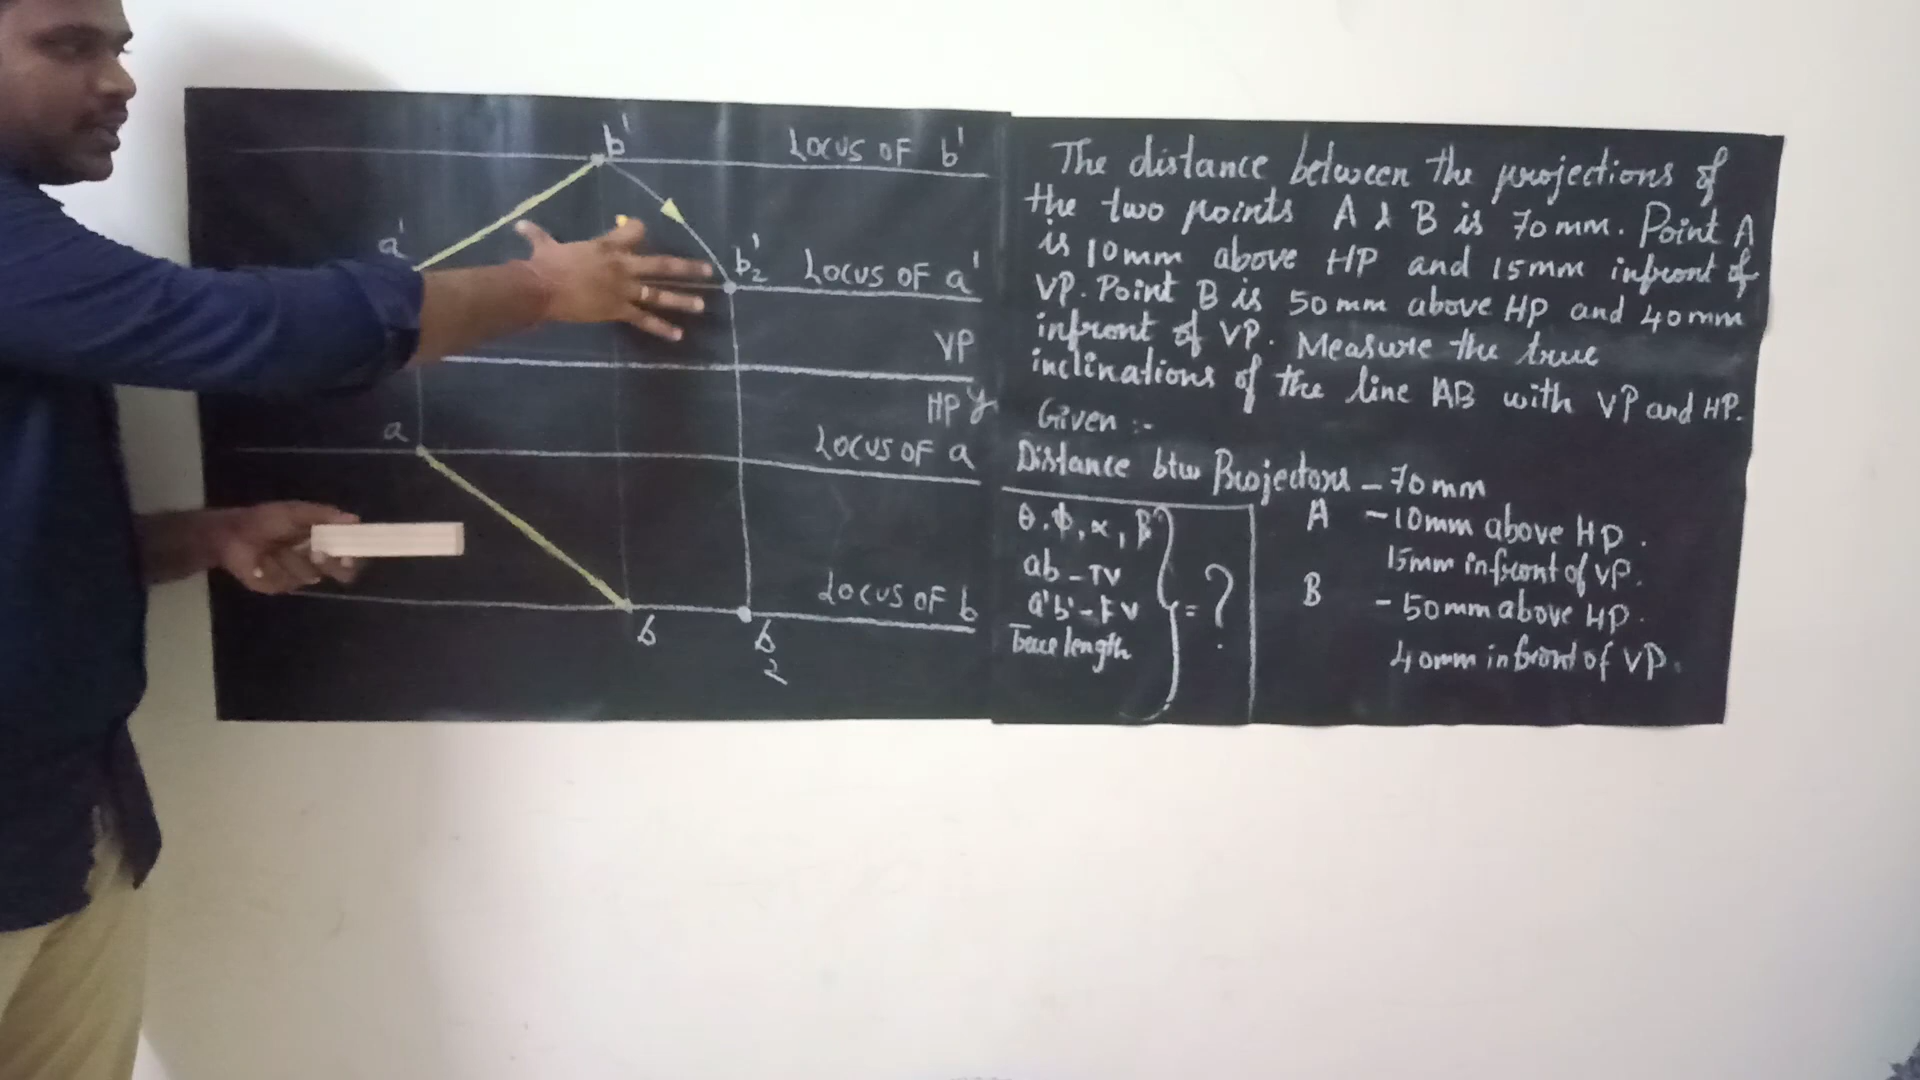 b'
Locus of b'
a'
b'2
Locus of a'
VP
HP y
a
Locus of a
Locus of b
b
b
2
The distance between the projections of
the two points A & B is 70mm. Point A
is 10mm above HP and 15mm infront of
VP. Point B is 50mm above HP and 40mm
infront of VP. Measure the true
inclinations of the line AB with VP and HP.
Given :-
Distance btw Projectors - 70mm
θ, ϕ, α, β
ab - TV
a'b' - FV
True length
= ?
A - 10mm above HP.
15mm infront of VP.
B - 50mm above HP.
40mm infront of VP.